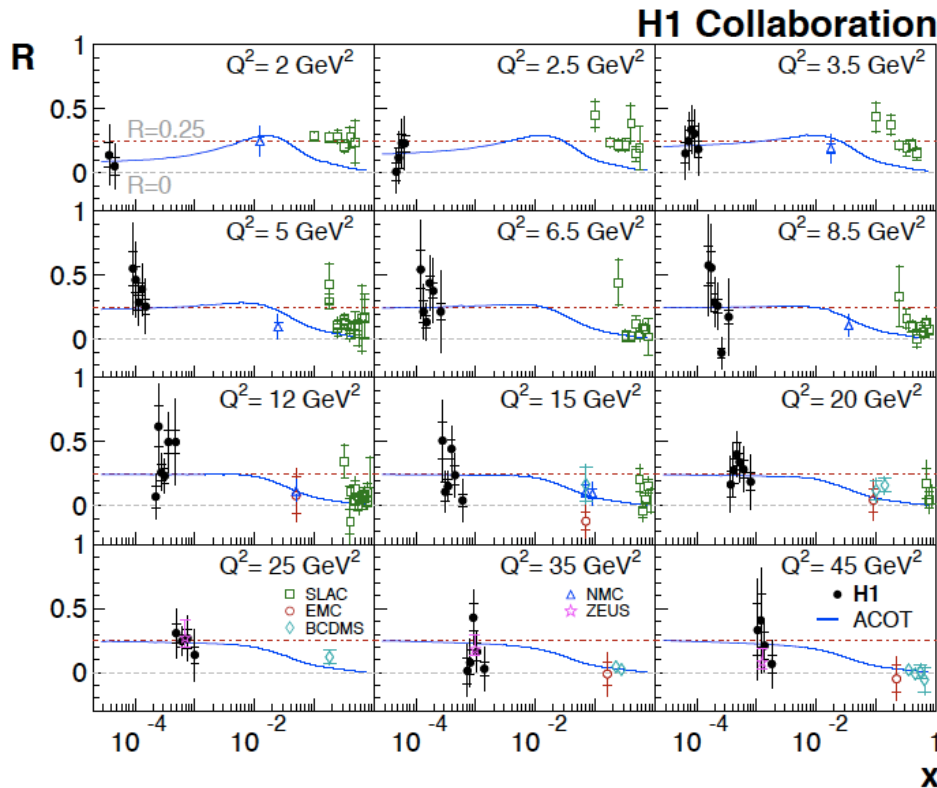 H1 Collaboration
R
1
Q² = 2 GeV²
Q² = 2.5 GeV²
Q² = 3.5 GeV²
0.5
R=0.25
0
R=0
1
Q² = 5 GeV²
Q² = 6.5 GeV²
Q² = 8.5 GeV²
0.5
0
1
Q² = 12 GeV²
Q² = 15 GeV²
Q² = 20 GeV²
0.5
0
1
Q² = 25 GeV²
Q² = 35 GeV²
Q² = 45 GeV²
SLAC
NMC
H1
0.5
EMC
ZEUS
ACOT
BCDMS
0
10⁻⁴ 10⁻² 10⁻⁴ 10⁻² 10⁻⁴ 10⁻² 1
x